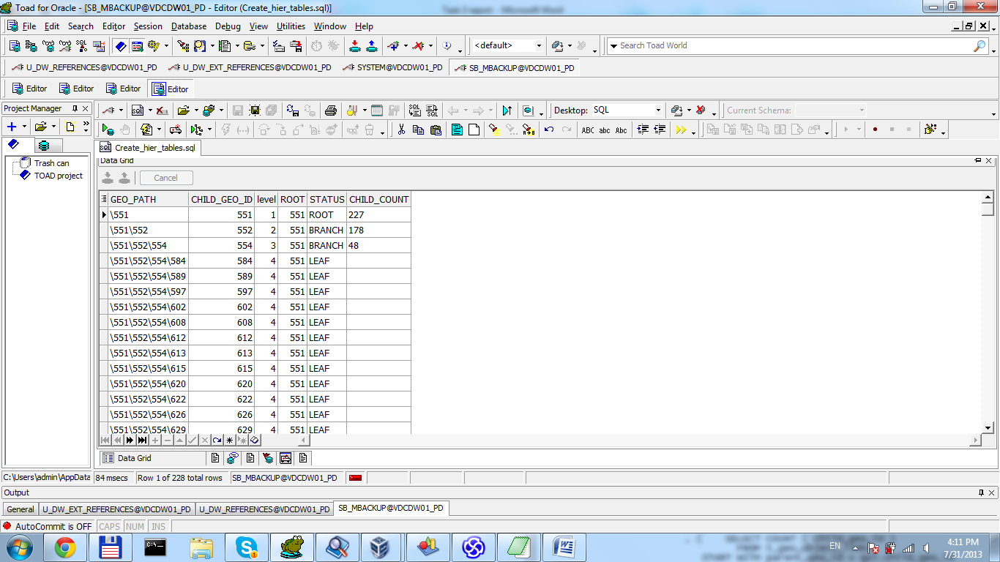 Toad for Oracle - [SB_MBACKUP@VDCDW01_PD - Editor (Create_hier_tables.sql)]
Task 3 report - Microsoft Word
File Edit Search Editor Session Database Debug View Utilities Window Help
SQL <default> Search Toad World
U_DW_REFERENCES@VDCDW01_PD U_DW_EXT_REFERENCES@VDCDW01_PD SYSTEM@VDCDW01_PD SB_MBACKUP@VDCDW01_PD
Editor Editor Editor Editor
Project Manager
Desktop: SQL Current Schema:
ABC abc Abc
Trash can
TOAD project
Create_hier_tables.sql
Data Grid
Cancel
GEO_PATH CHILD_GEO_ID level ROOT STATUS CHILD_COUNT
\551 551 1 551 ROOT 227
\551\552 552 2 551 BRANCH 178
\551\552\554 554 3 551 BRANCH 48
\551\552\554\584 584 4 551 LEAF
\551\552\554\589 589 4 551 LEAF
\551\552\554\597 597 4 551 LEAF
\551\552\554\602 602 4 551 LEAF
\551\552\554\608 608 4 551 LEAF
\551\552\554\612 612 4 551 LEAF
\551\552\554\613 613 4 551 LEAF
\551\552\554\615 615 4 551 LEAF
\551\552\554\620 620 4 551 LEAF
\551\552\554\622 622 4 551 LEAF
\551\552\554\626 626 4 551 LEAF
\551\552\554\629 629 4 551 LEAF
Data Grid
C:\Users\admin\AppData 84 msecs Row 1 of 228 total rows SB_MBACKUP@VDCDW01_PD
Output
General U_DW_EXT_REFERENCES@VDCDW01_PD U_DW_REFERENCES@VDCDW01_PD SB_MBACKUP@VDCDW01_PD
AutoCommit is OFF CAPS NUM INS
EN 4:11 PM
7/31/2013